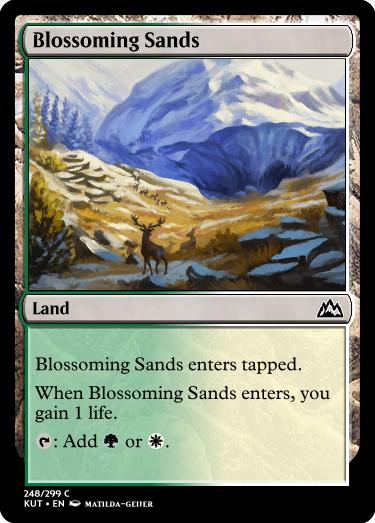 Blossoming Sands
Land
Blossoming Sands enters tapped.
When Blossoming Sands enters, you
gain 1 life.
: Add or .
248/299 C
KUT • EN MATILDA-GEIJER